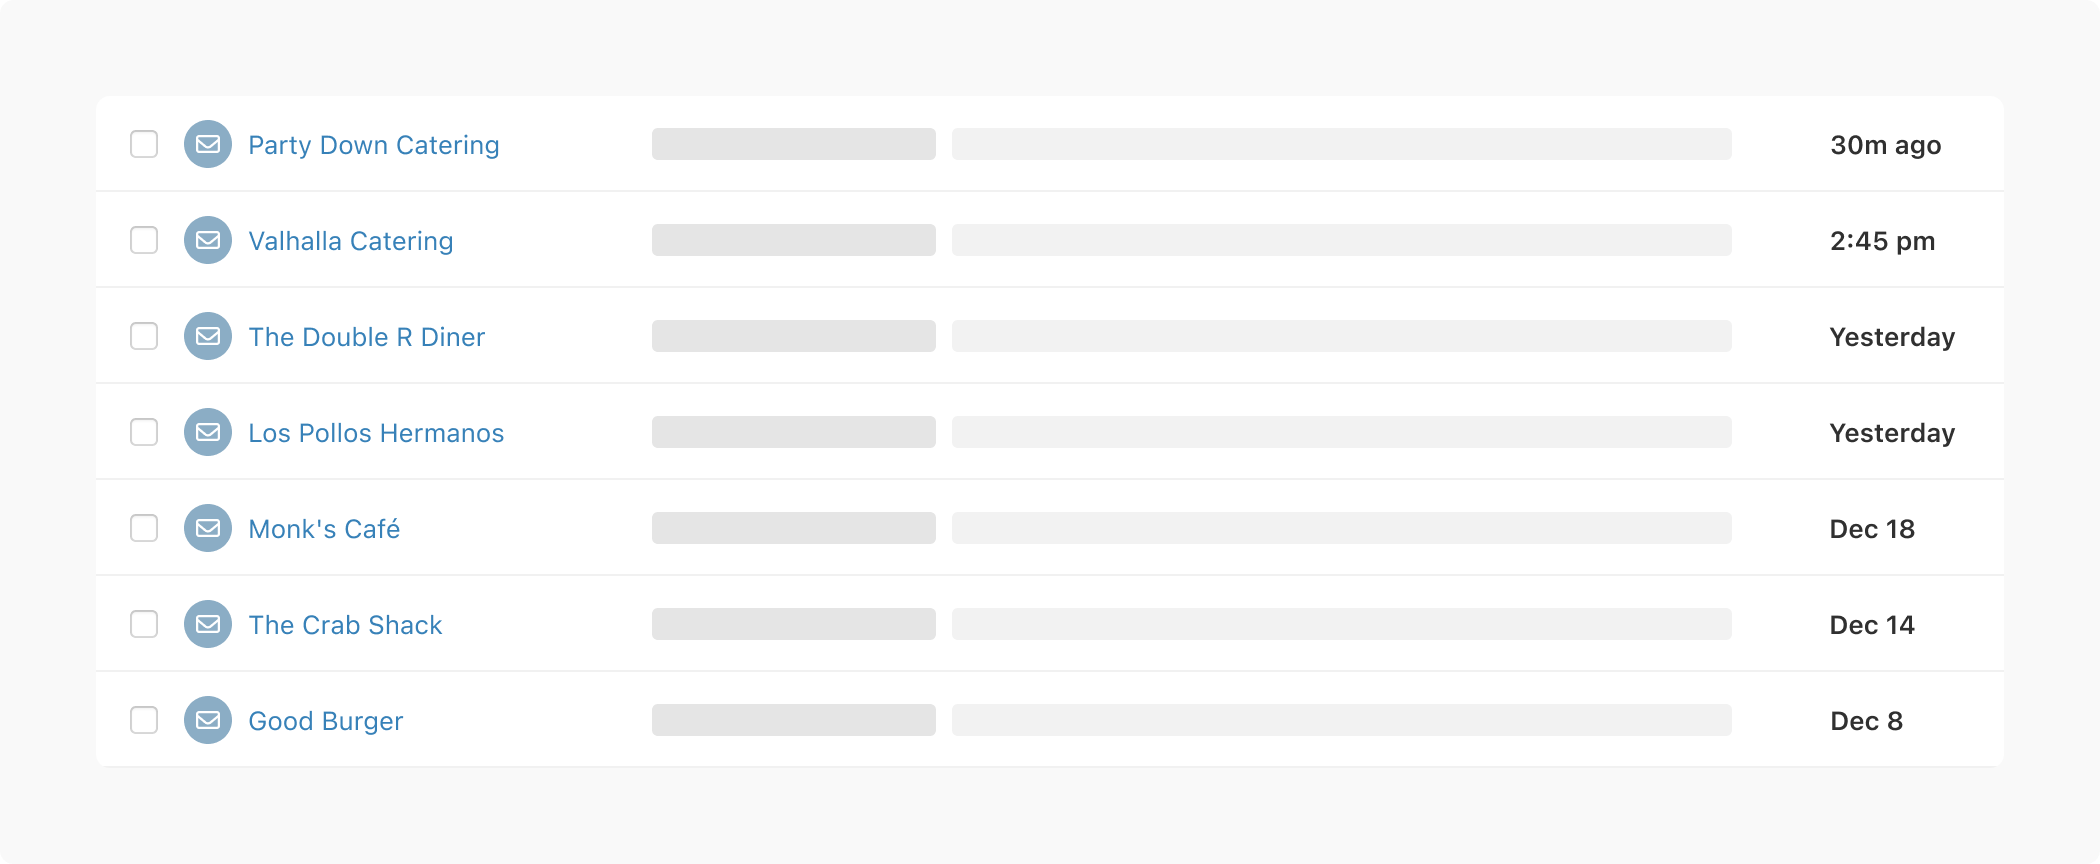 Party Down Catering 30m ago
Valhalla Catering 2:45 pm
The Double R Diner Yesterday
Los Pollos Hermanos Yesterday
Monk's Café Dec 18
The Crab Shack Dec 14
Good Burger Dec 8